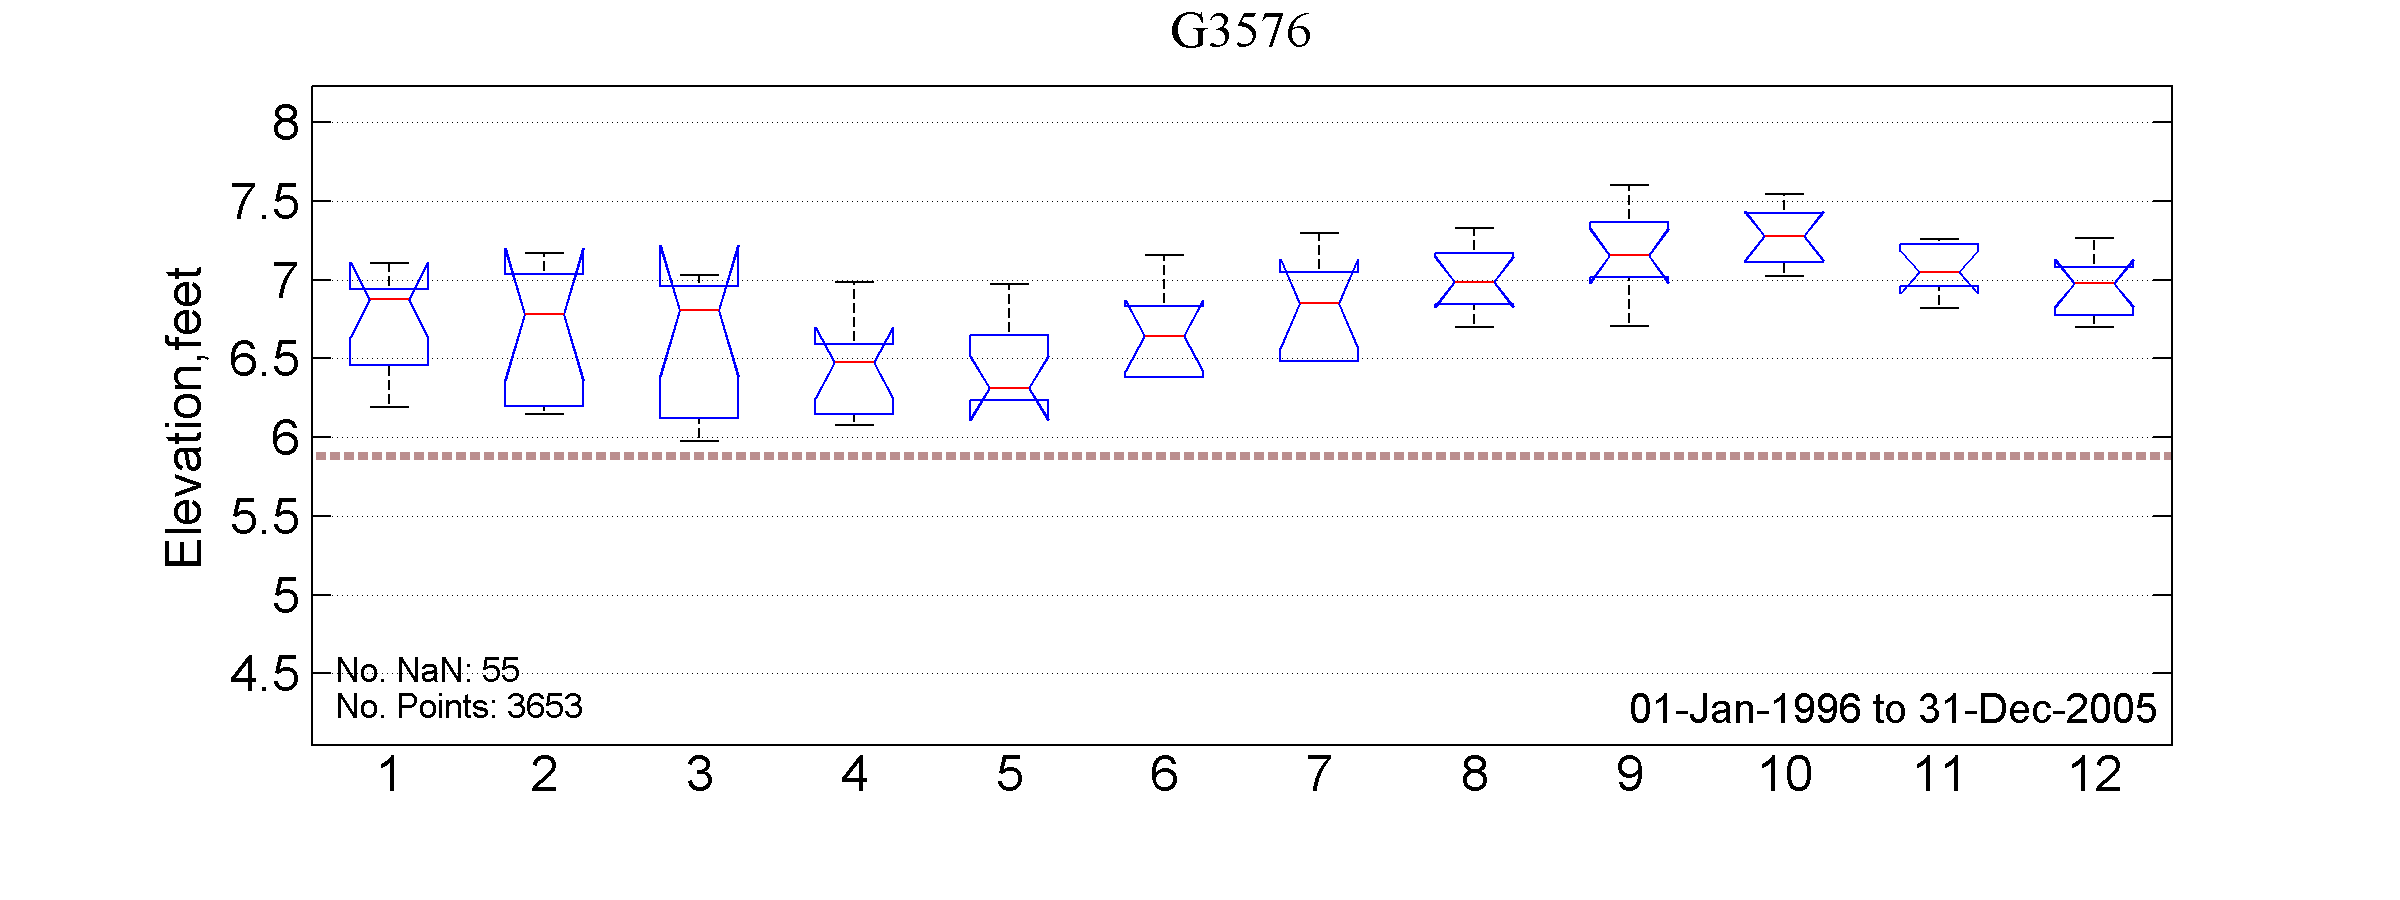 G3576
Elevation,feet
8
7.5
7
6.5
6
5.5
5
4.5
No. NaN: 55
No. Points: 3653
01-Jan-1996 to 31-Dec-2005
1 2 3 4 5 6 7 8 9 10 11 12